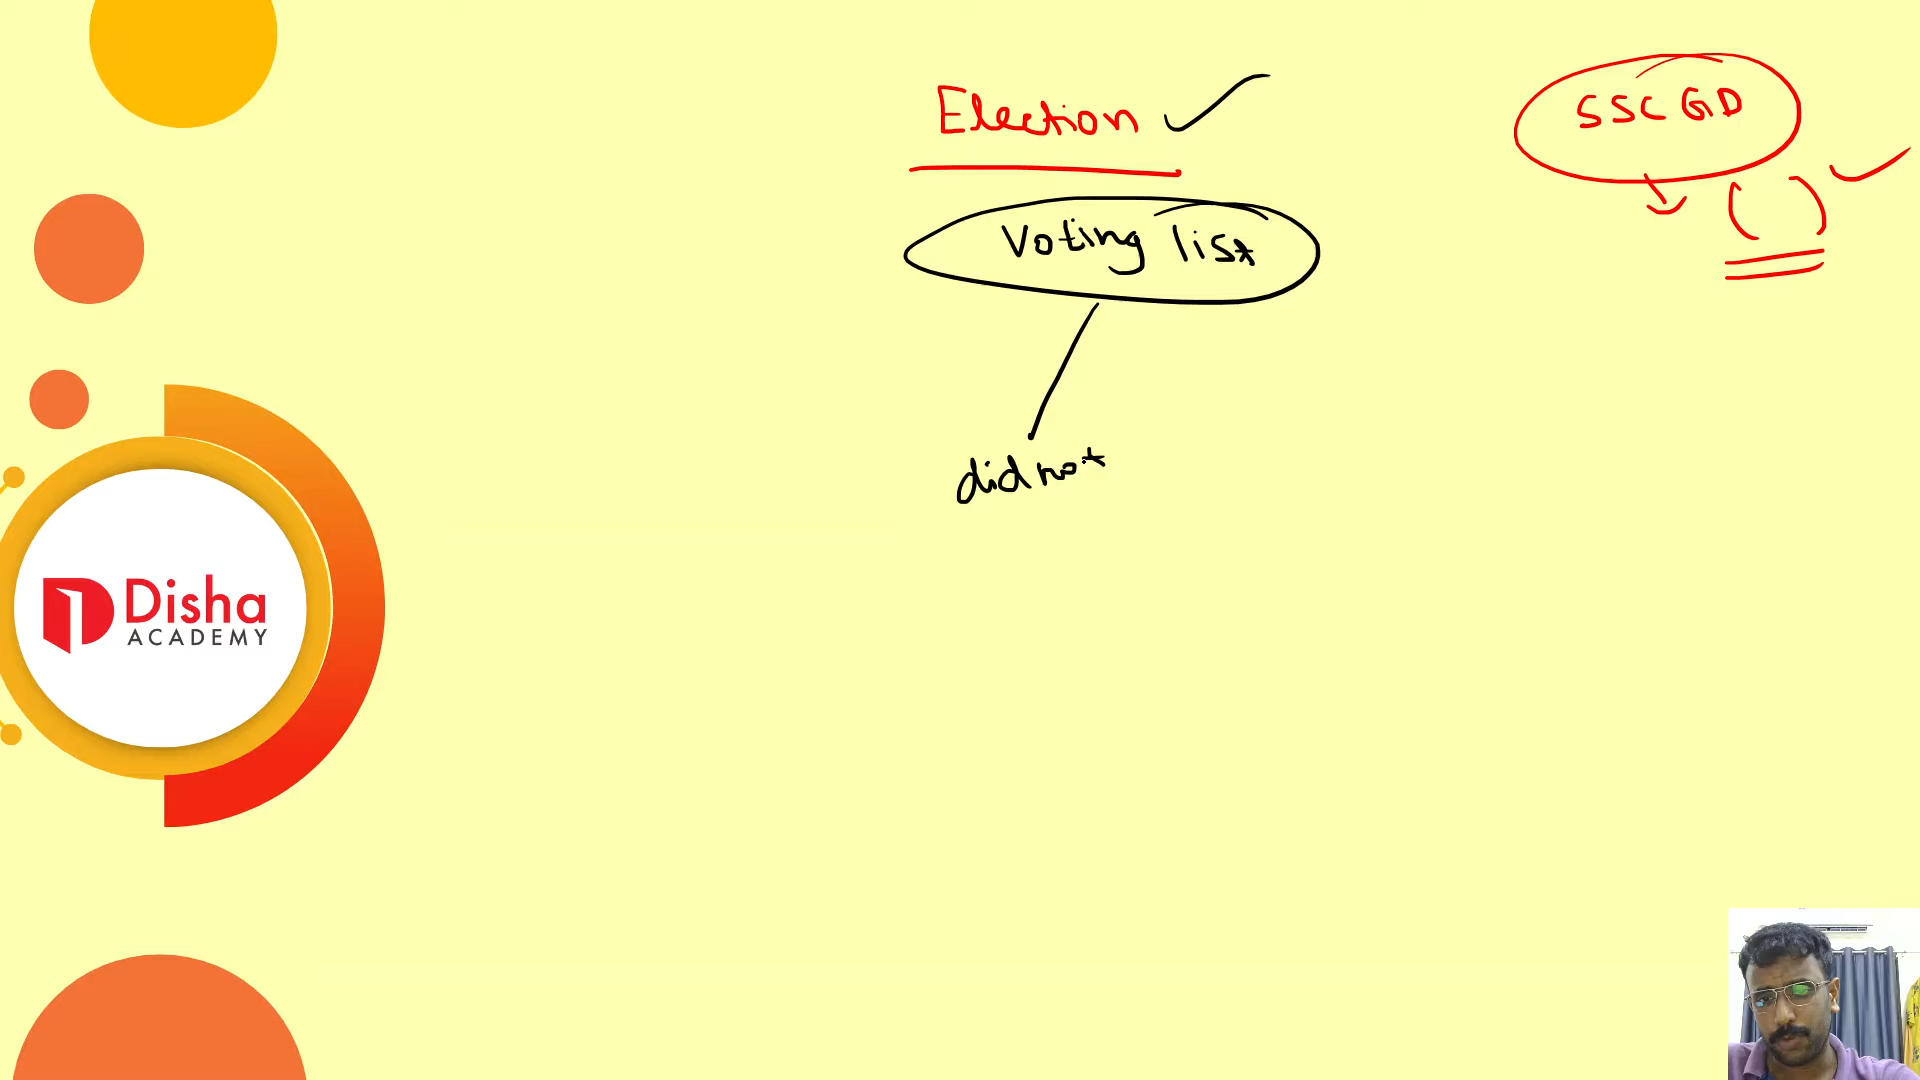 Election
SSC GD
( )
Voting list
did not
Disha
ACADEMY